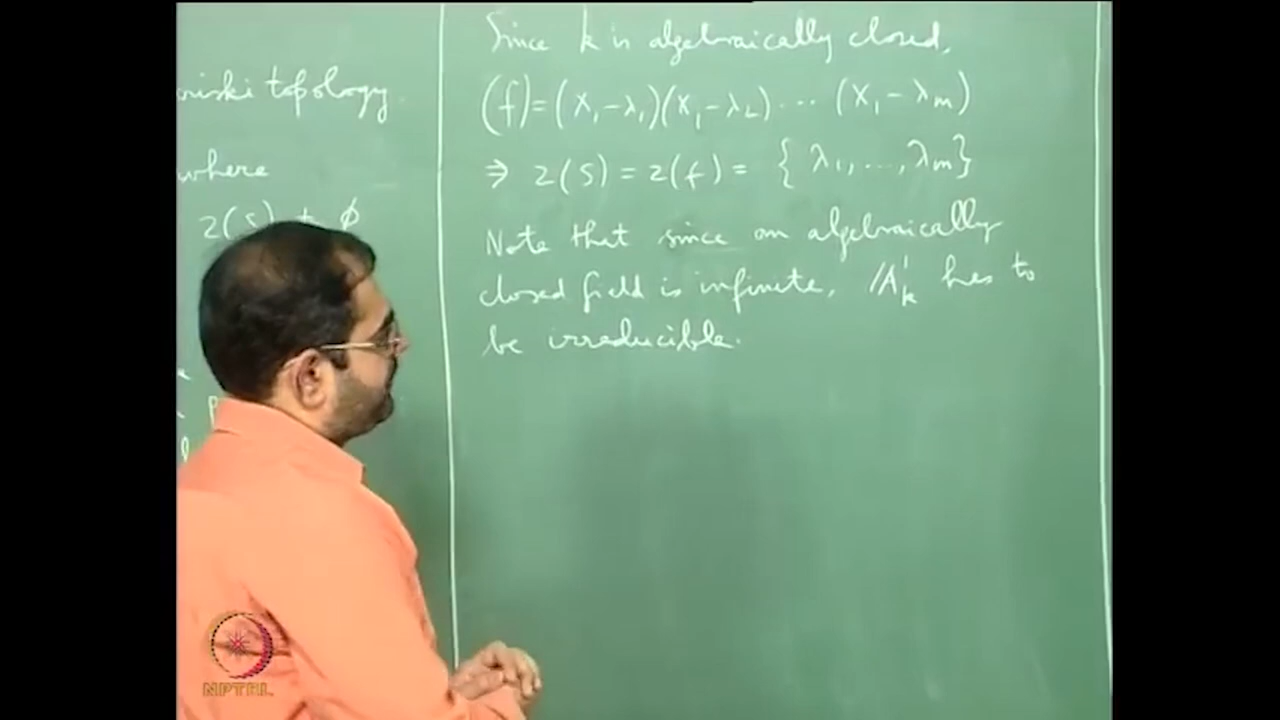 topology
where
Z(S) ≠ ϕ
Since k is algebraically closed,
(f)=(X₁-λ₁)(X₁-λ₂)⋯(X₁-λₘ)
⇒ Z(S) = Z(f) = {λ₁,...,λₘ}
Note that since an algebraically
closed field is infinite, 𝔸¹ₖ has to
be irreducible.
NPTEL